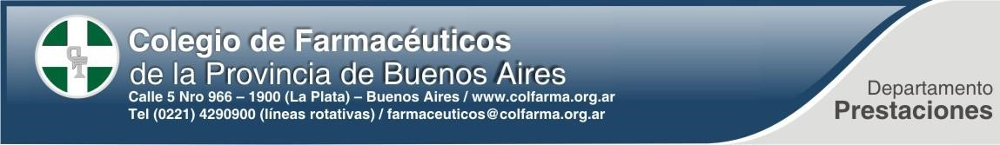 Colegio de Farmacéuticos
de la Provincia de Buenos Aires
Calle 5 Nro 966 – 1900 (La Plata) – Buenos Aires / www.colfarma.org.ar
Tel (0221) 4290900 (líneas rotativas) / farmaceuticos@colfarma.org.ar
Departamento
Prestaciones